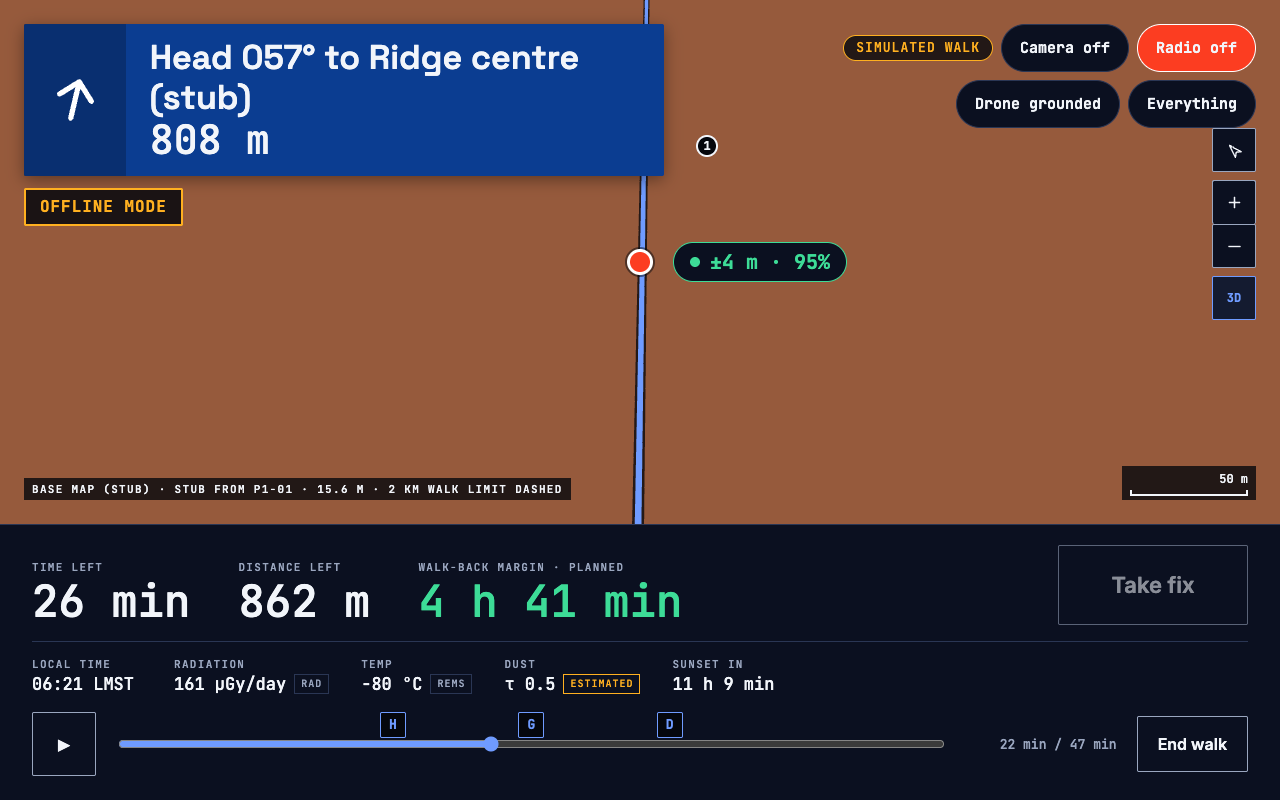 Head 057° to Ridge centre
(stub)
808 m
SIMULATED WALK
Camera off
Radio off
Drone grounded
Everything
1
OFFLINE MODE
±4 m · 95%
+
−
3D
BASE MAP (STUB) · STUB FROM P1-01 · 15.6 M · 2 KM WALK LIMIT DASHED
50 m
TIME LEFT
26 min
DISTANCE LEFT
862 m
WALK-BACK MARGIN · PLANNED
4 h 41 min
Take fix
LOCAL TIME
06:21 LMST
RADIATION
161 µGy/day RAD
TEMP
-80 °C REMS
DUST
τ 0.5 ESTIMATED
SUNSET IN
11 h 9 min
H
G
D
22 min / 47 min
End walk